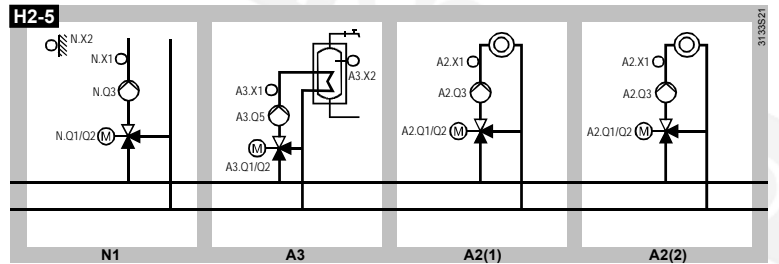 H2-5
3133S21
N.X2
N.X1
N.Q3
N.Q1/Q2
M
A3.X1
A3.X2
A3.Q5
M
A3.Q1/Q2
A2.X1
A2.Q3
A2.Q1/Q2
M
A2.X1
A2.Q3
A2.Q1/Q2
M
N1
A3
A2(1)
A2(2)